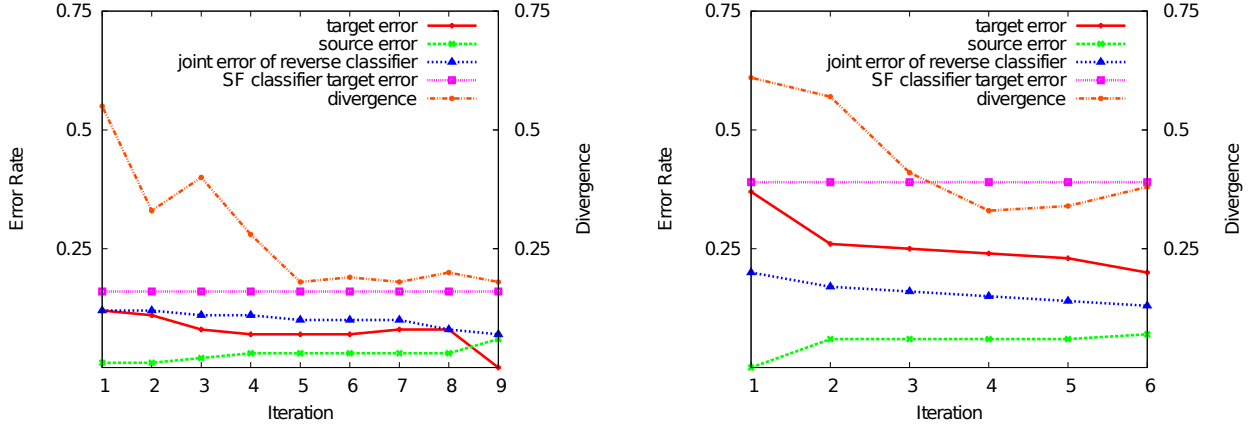 0.75
0.5
0.25
Error Rate
target error
source error
joint error of reverse classifier
SF classifier target error
divergence
0.75
0.5
0.25
Divergence
1 2 3 4 5 6 7 8 9
Iteration
0.75
0.5
0.25
Error Rate
target error
source error
joint error of reverse classifier
SF classifier target error
divergence
0.75
0.5
0.25
Divergence
1 2 3 4 5 6
Iteration